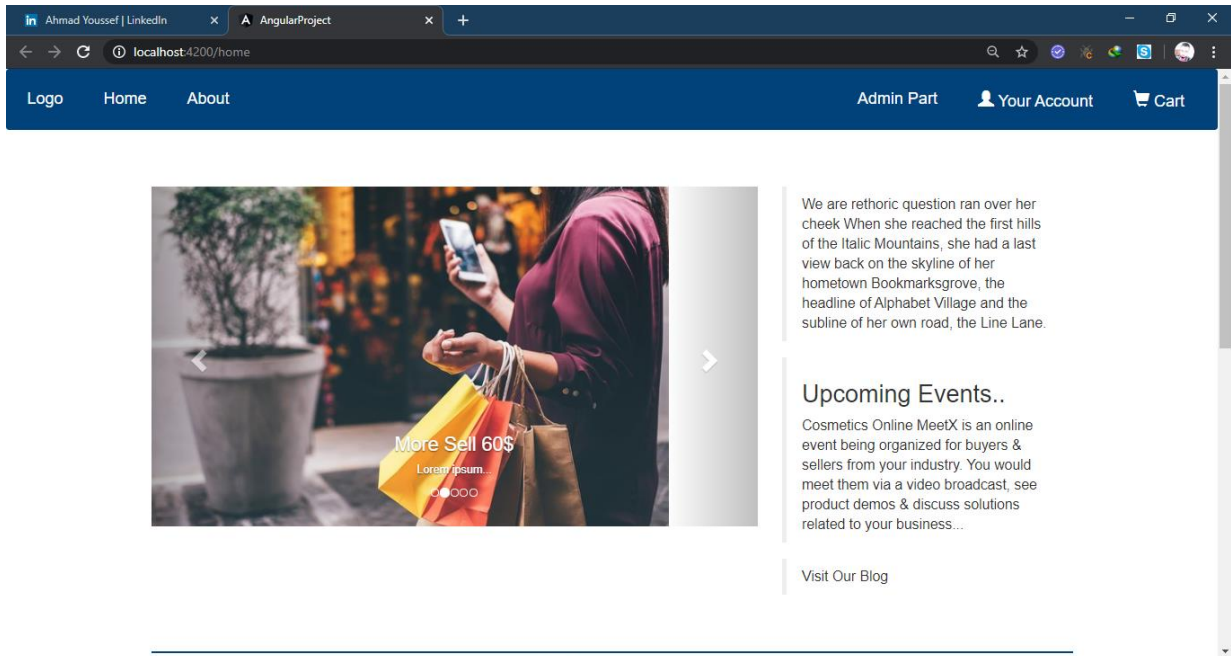 Ahmad Youssef | LinkedIn
AngularProject
localhost:4200/home
Logo Home About Admin Part Your Account Cart
More Sell 60$
Lorem ipsum...
We are rethoric question ran over her
cheek When she reached the first hills
of the Italic Mountains, she had a last
view back on the skyline of her
hometown Bookmarksgrove, the
headline of Alphabet Village and the
subline of her own road, the Line Lane.
Upcoming Events..
Cosmetics Online MeetX is an online
event being organized for buyers &
sellers from your industry. You would
meet them via a video broadcast, see
product demos & discuss solutions
related to your business...
Visit Our Blog